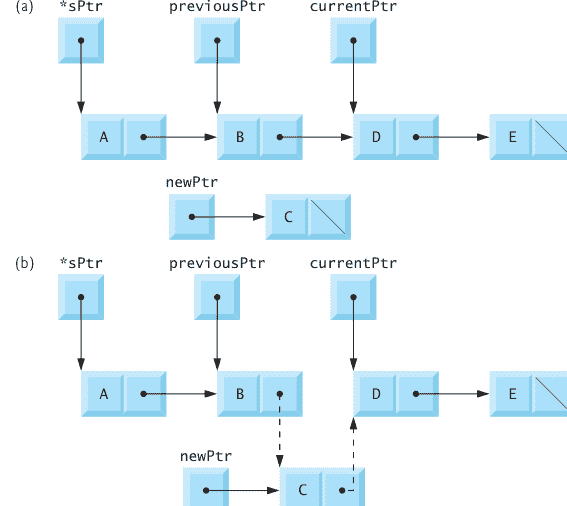 (a) *sPtr previousPtr currentPtr
A B D E
newPtr
C
(b) *sPtr previousPtr currentPtr
A B D E
newPtr
C